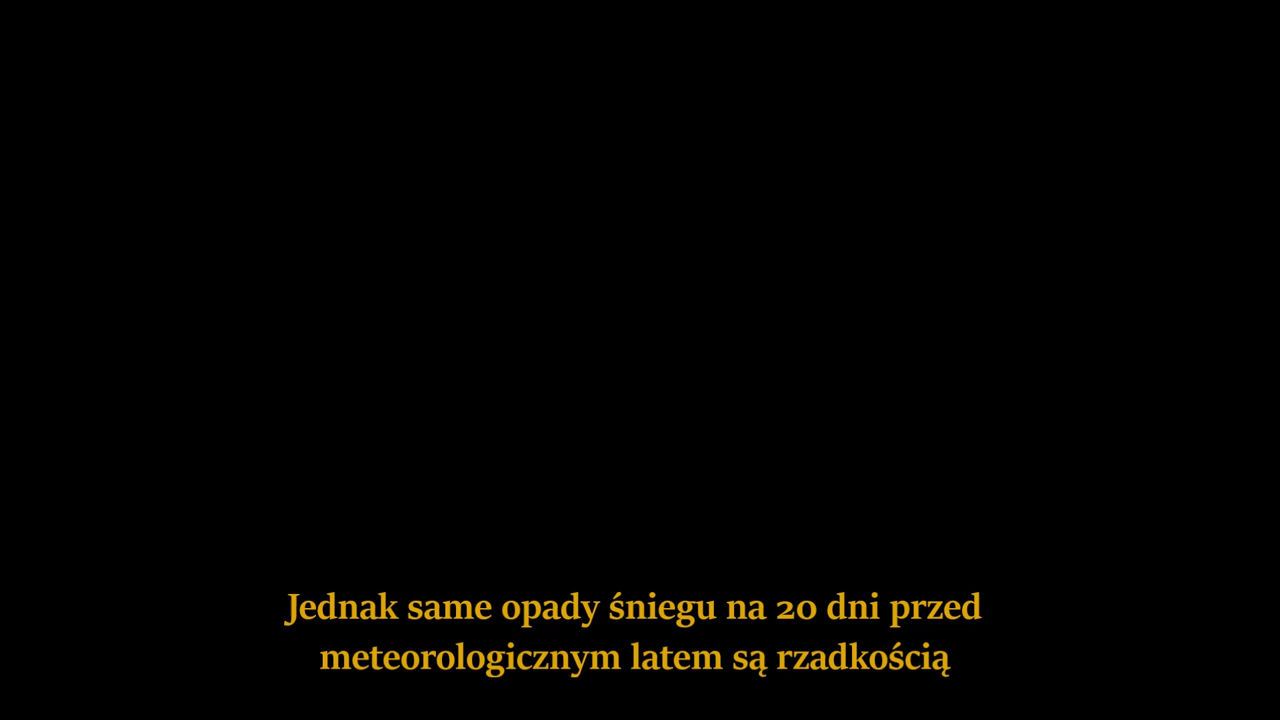 Jednak same opady śniegu na 20 dni przed
meteorologicznym latem są rzadkością